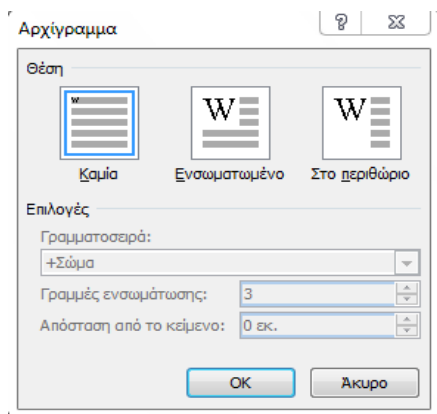 Αρχίγραμμα
Θέση
W W W
Καμία Ενσωματωμένο Στο περιθώριο
Επιλογές
Γραμματοσειρά:
+Σώμα
Γραμμές ενσωμάτωσης: 3
Απόσταση από το κείμενο: 0 εκ.
OK Άκυρο